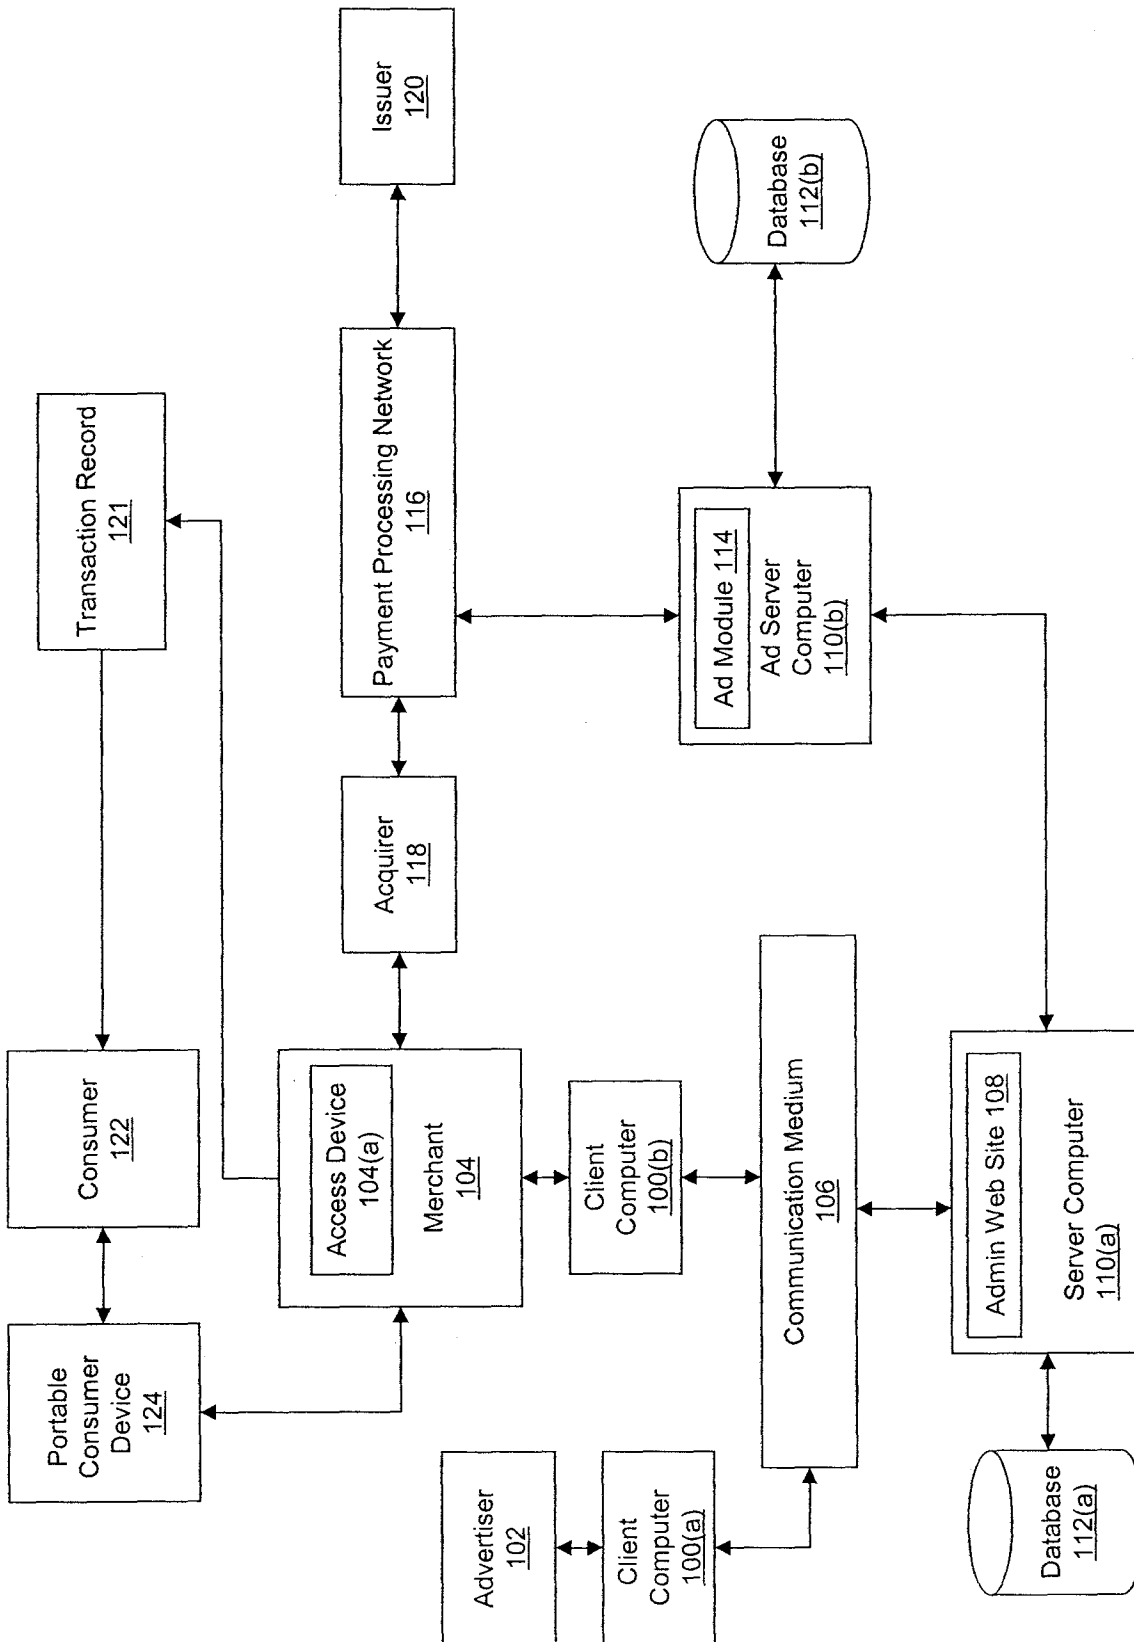 Portable
Consumer
Device
124
Consumer
122
Transaction Record
121
Access Device
104(a)
Merchant
104
Acquirer
118
Payment Processing Network
116
Issuer
120
Advertiser
102
Client
Computer
100(a)
Client
Computer
100(b)
Ad Module 114
Ad Server
Computer
110(b)
Database
112(b)
Communication Medium
106
Database
112(a)
Admin Web Site 108
Server Computer
110(a)